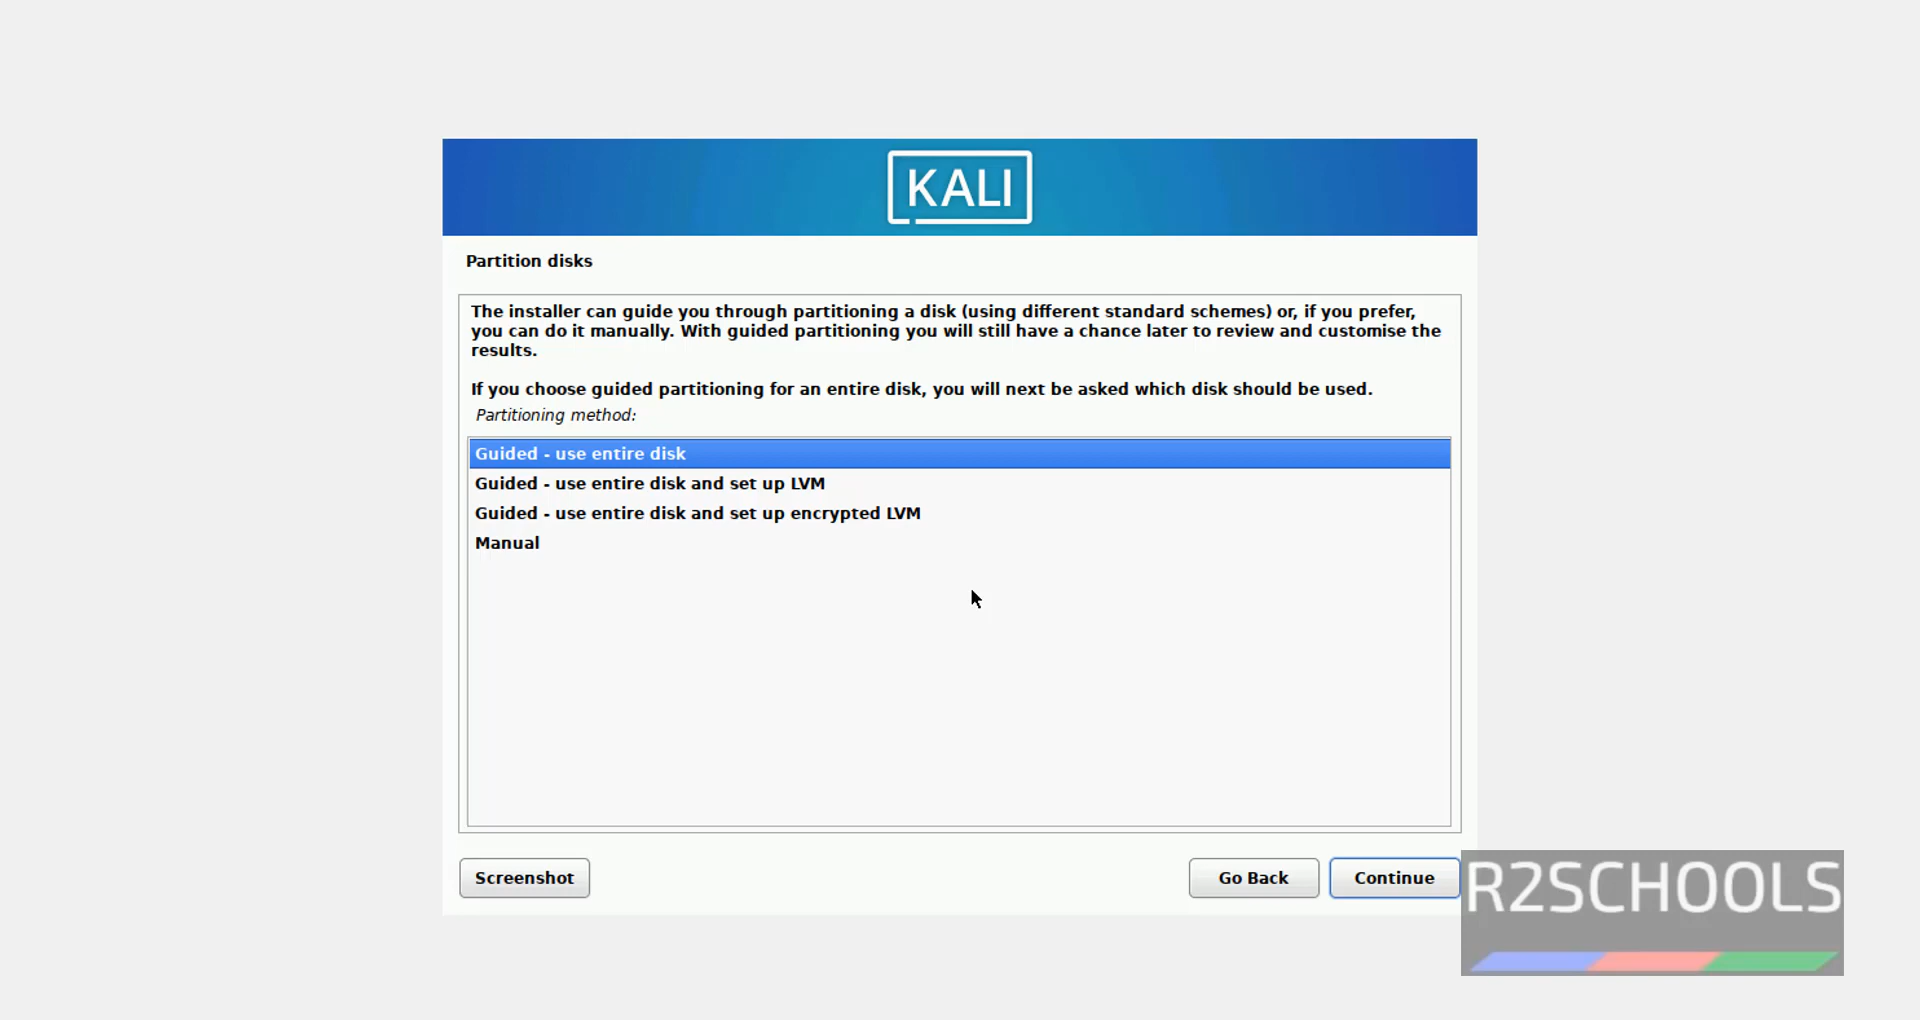 KALI
Partition disks
The installer can guide you through partitioning a disk (using different standard schemes) or, if you prefer,
you can do it manually. With guided partitioning you will still have a chance later to review and customise the
results.
If you choose guided partitioning for an entire disk, you will next be asked which disk should be used.
Partitioning method:
Guided - use entire disk
Guided - use entire disk and set up LVM
Guided - use entire disk and set up encrypted LVM
Manual
Screenshot
Go Back
Continue
R2SCHOOLS